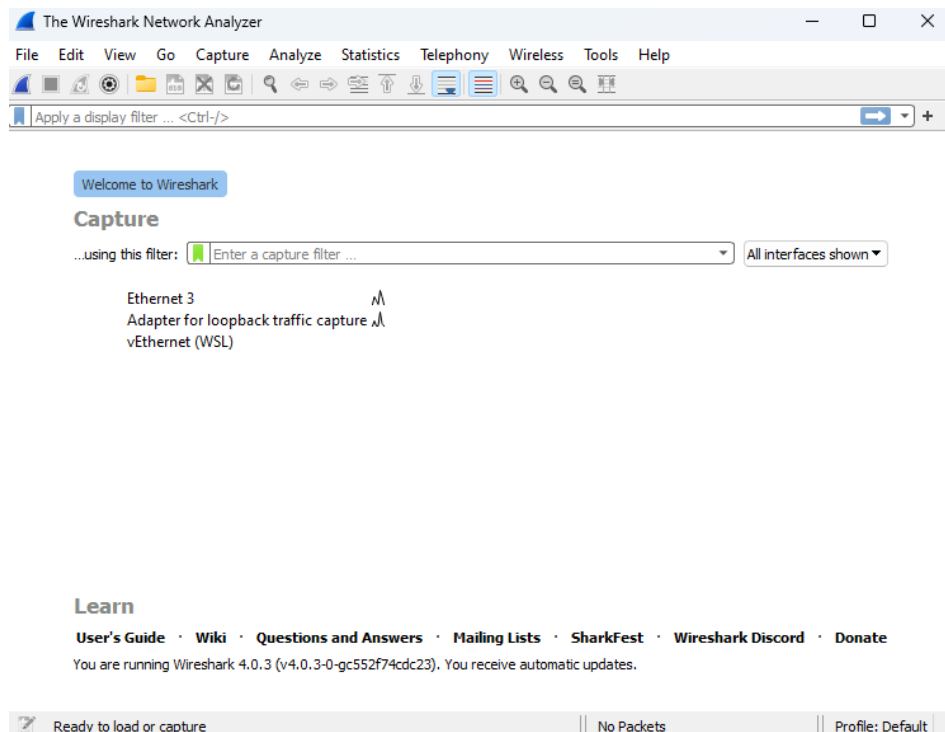 The Wireshark Network Analyzer
File Edit View Go Capture Analyze Statistics Telephony Wireless Tools Help
Apply a display filter ... <Ctrl-/>
Welcome to Wireshark
Capture
...using this filter: Enter a capture filter ... All interfaces shown
Ethernet 3
Adapter for loopback traffic capture
vEthernet (WSL)
Learn
User's Guide · Wiki · Questions and Answers · Mailing Lists · SharkFest · Wireshark Discord · Donate
You are running Wireshark 4.0.3 (v4.0.3-0-gc552f74cdc23). You receive automatic updates.
Ready to load or capture No Packets Profile: Default